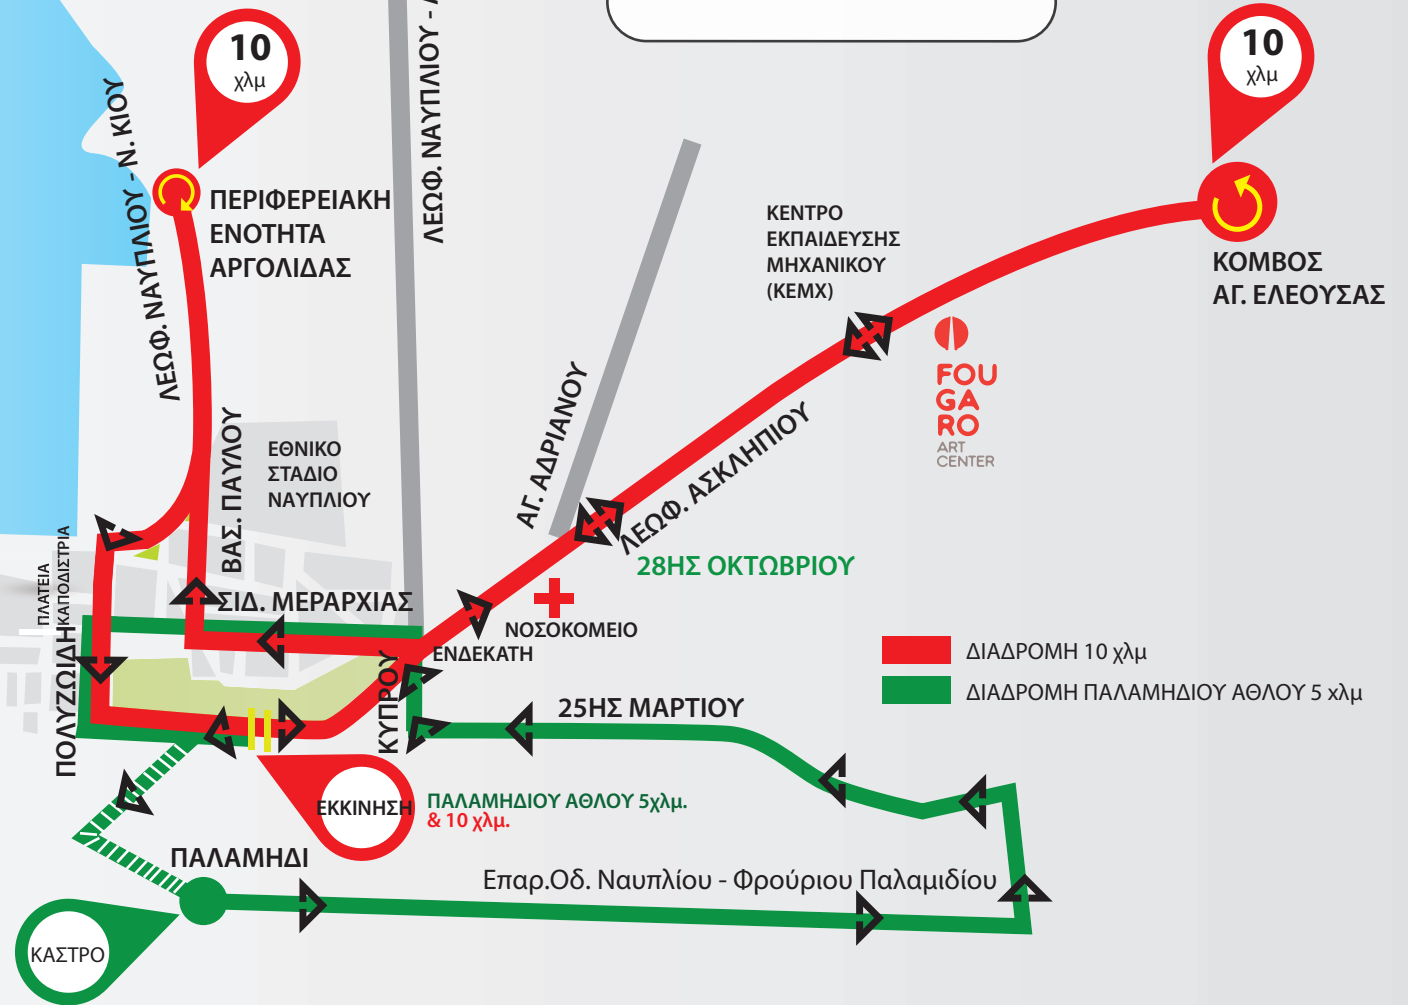 10
χλμ
10
χλμ
ΛΕΩΦ. ΝΑΥΠΛΙΟΥ - Ν. ΚΙΟΥ
ΛΕΩΦ. ΝΑΥΠΛΙΟΥ -
ΠΕΡΙΦΕΡΕΙΑΚΗ
ΕΝΟΤΗΤΑ
ΑΡΓΟΛΙΔΑΣ
ΚΕΝΤΡΟ
ΕΚΠΑΙΔΕΥΣΗΣ
ΜΗΧΑΝΙΚΟΥ
(ΚΕΜΧ)
ΚΟΜΒΟΣ
ΑΓ. ΕΛΕΟΥΣΑΣ
FOU
GA
RO
ART
CENTER
ΑΓ. ΑΔΡΙΑΝΟΥ
ΛΕΩΦ. ΑΣΚΛΗΠΙΟΥ
ΒΑΣ. ΠΑΥΛΟΥ
ΕΘΝΙΚΟ
ΣΤΑΔΙΟ
ΝΑΥΠΛΙΟΥ
28ΗΣ ΟΚΤΩΒΡΙΟΥ
ΠΛΑΤΕΙΑ
ΚΑΠΟΔΙΣΤΡΙΑ
ΣΙΔ. ΜΕΡΑΡΧΙΑΣ
ΝΟΣΟΚΟΜΕΙΟ
ΕΝΔΕΚΑΤΗ
ΠΟΛΥΖΩΙΔΗ
ΚΥΠΡΟΥ
25ΗΣ ΜΑΡΤΙΟΥ
ΔΙΑΔΡΟΜΗ 10 χλμ
ΔΙΑΔΡΟΜΗ ΠΑΛΑΜΗΔΙΟΥ ΑΘΛΟΥ 5 χλμ
ΕΚΚΙΝΗΣΗ
ΠΑΛΑΜΗΔΙΟΥ ΑΘΛΟΥ 5χλμ.
& 10 χλμ.
ΠΑΛΑΜΗΔΙ
Επαρ.Οδ. Ναυπλίου - Φρούριου Παλαμιδίου
ΚΑΣΤΡΟ